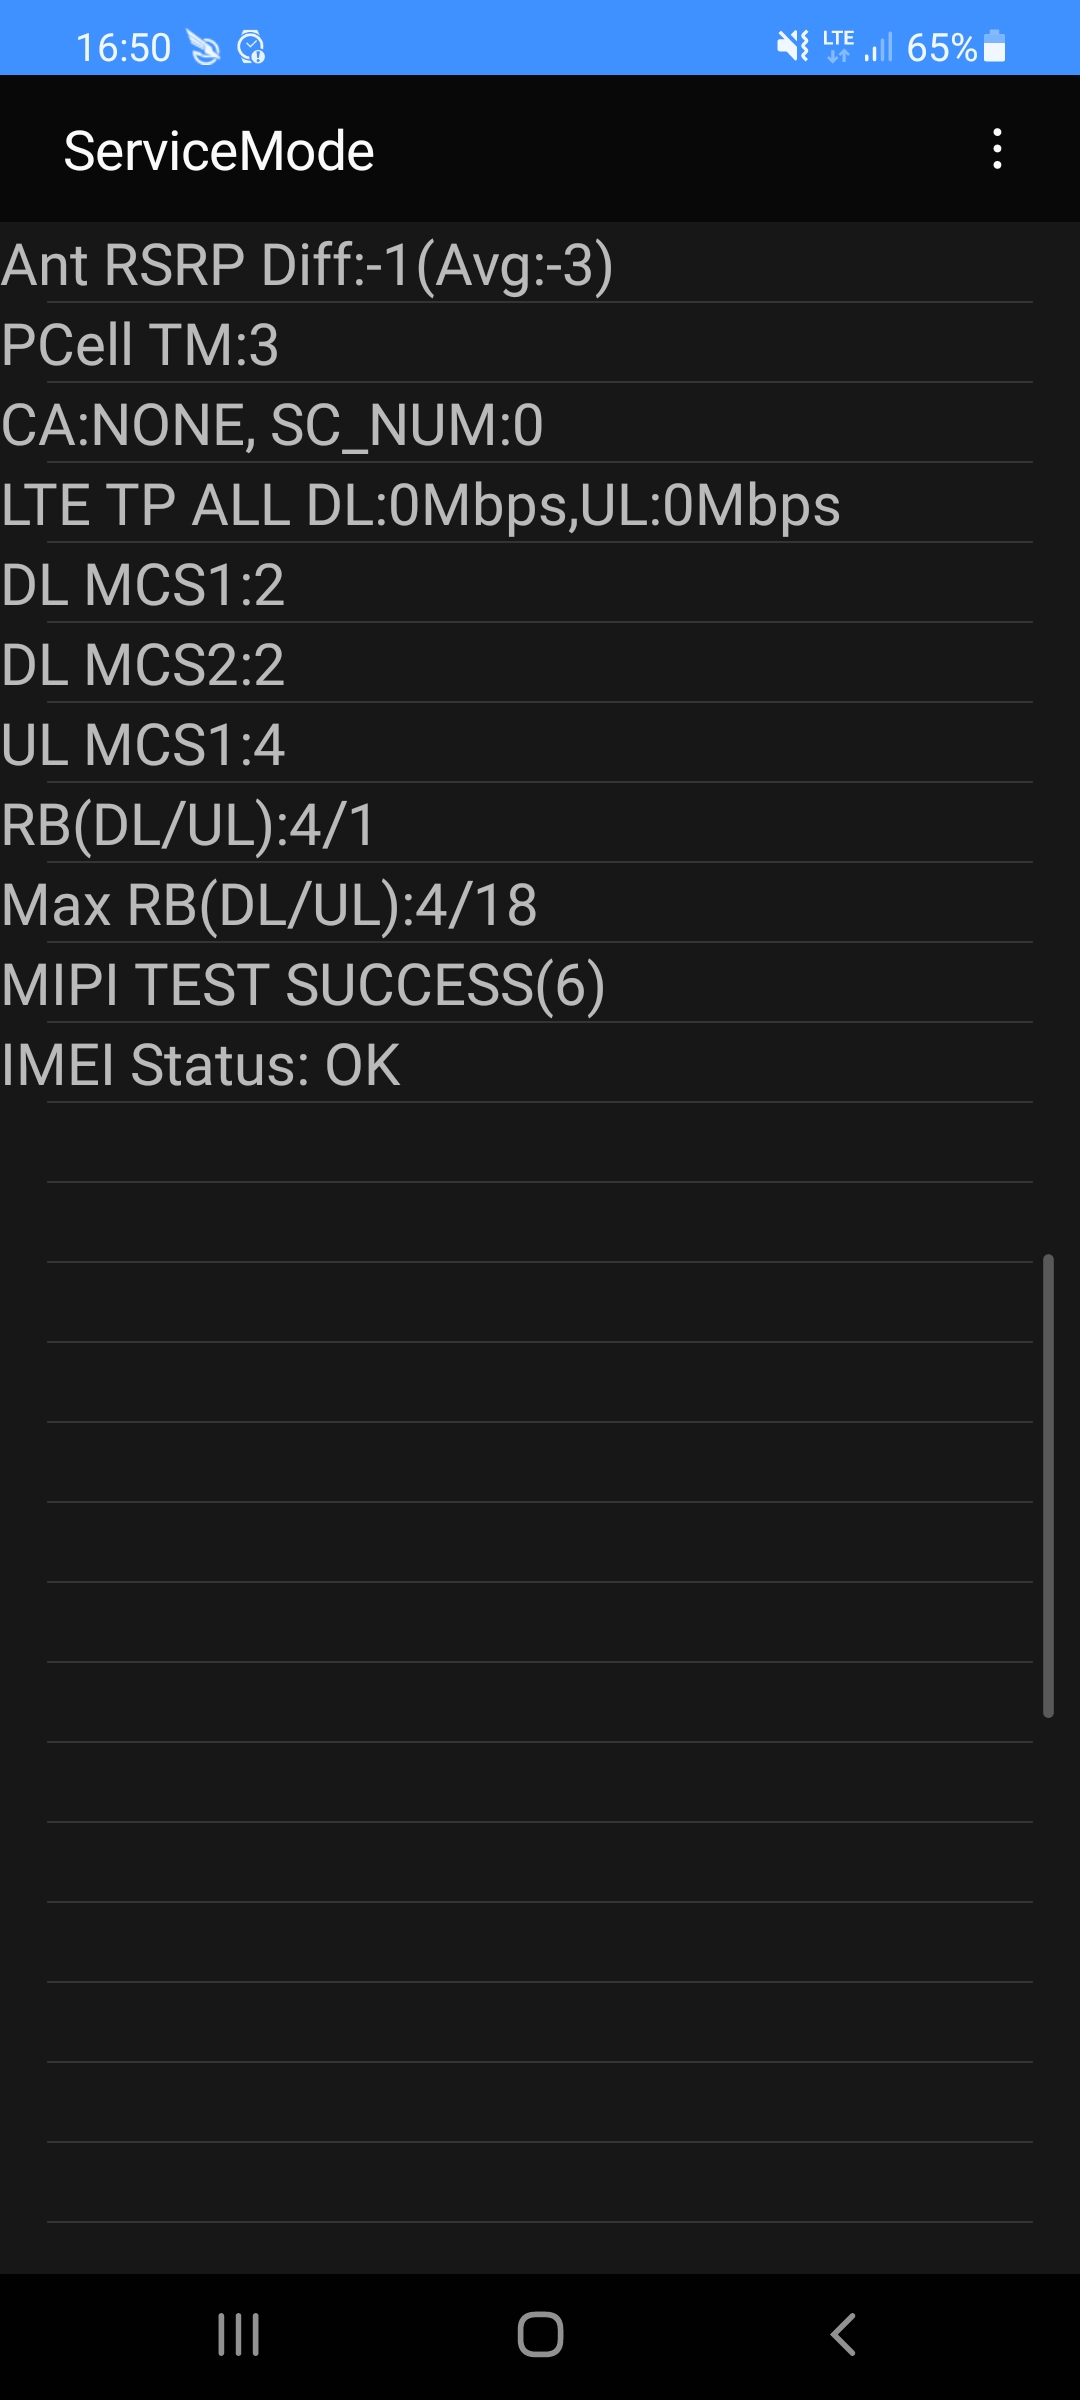 16:50 LTE 65%
ServiceMode
Ant RSRP Diff:-1(Avg:-3)
PCell TM:3
CA:NONE, SC_NUM:0
LTE TP ALL DL:0Mbps,UL:0Mbps
DL MCS1:2
DL MCS2:2
UL MCS1:4
RB(DL/UL):4/1
Max RB(DL/UL):4/18
MIPI TEST SUCCESS(6)
IMEI Status: OK